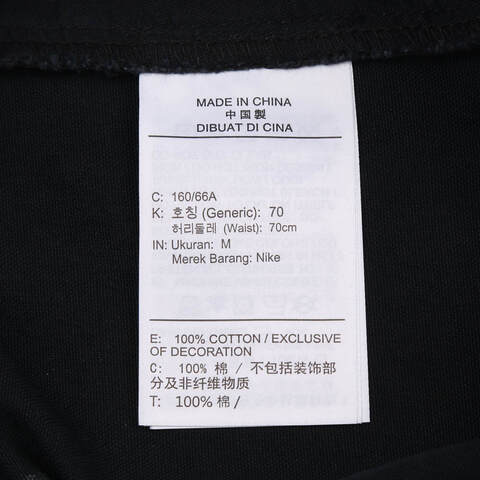 MADE IN CHINA
中国製
DIBUAT DI CINA
C: 160/66A
K: 호칭 (Generic): 70
허리둘레 (Waist): 70cm
IN: Ukuran: M
Merek Barang: Nike
E: 100% COTTON / EXCLUSIVE
OF DECORATION
C: 100% 棉 / 不包括装饰部
分及非纤维物质
T: 100% 棉 /